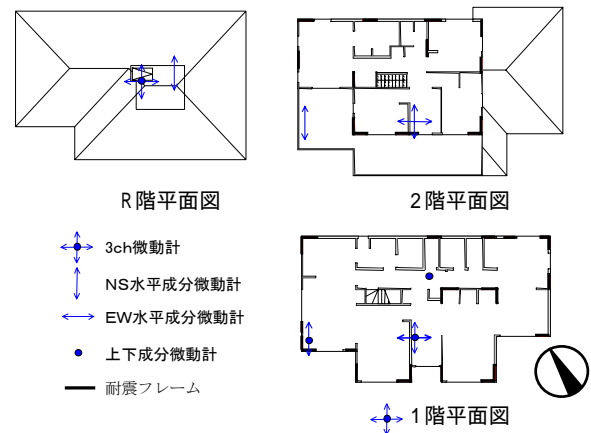 R階平面図
2階平面図
3ch微動計
NS水平成分微動計
EW水平成分微動計
上下成分微動計
耐震フレーム
1階平面図